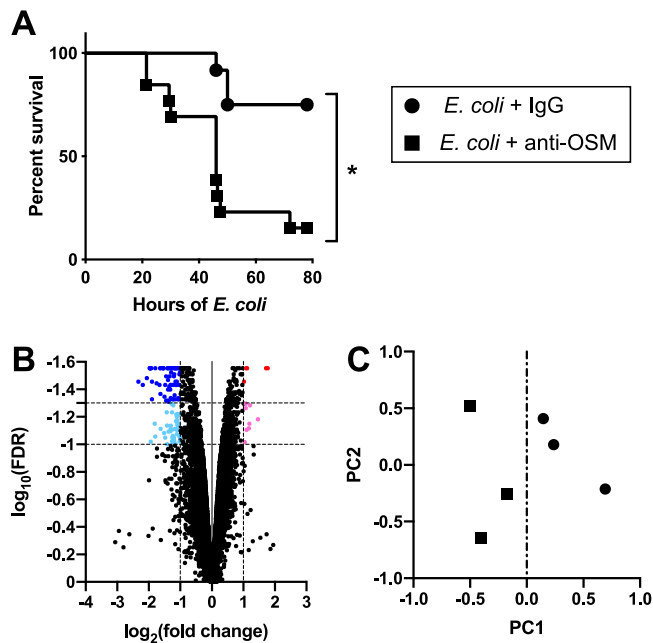 A
100
50
0
Percent survival
0 20 40 60 80
Hours of E. coli
*
E. coli + IgG
E. coli + anti-OSM
B
-1.6
-1.4
-1.2
-1
-0.8
-0.6
-0.4
-0.2
0
log10(FDR)
-4 -3 -2 -1 0 1 2 3
log2(fold change)
C
1.0
0.5
0.0
-0.5
-1.0
PC2
-1.0 -0.5 0.0 0.5 1.0
PC1